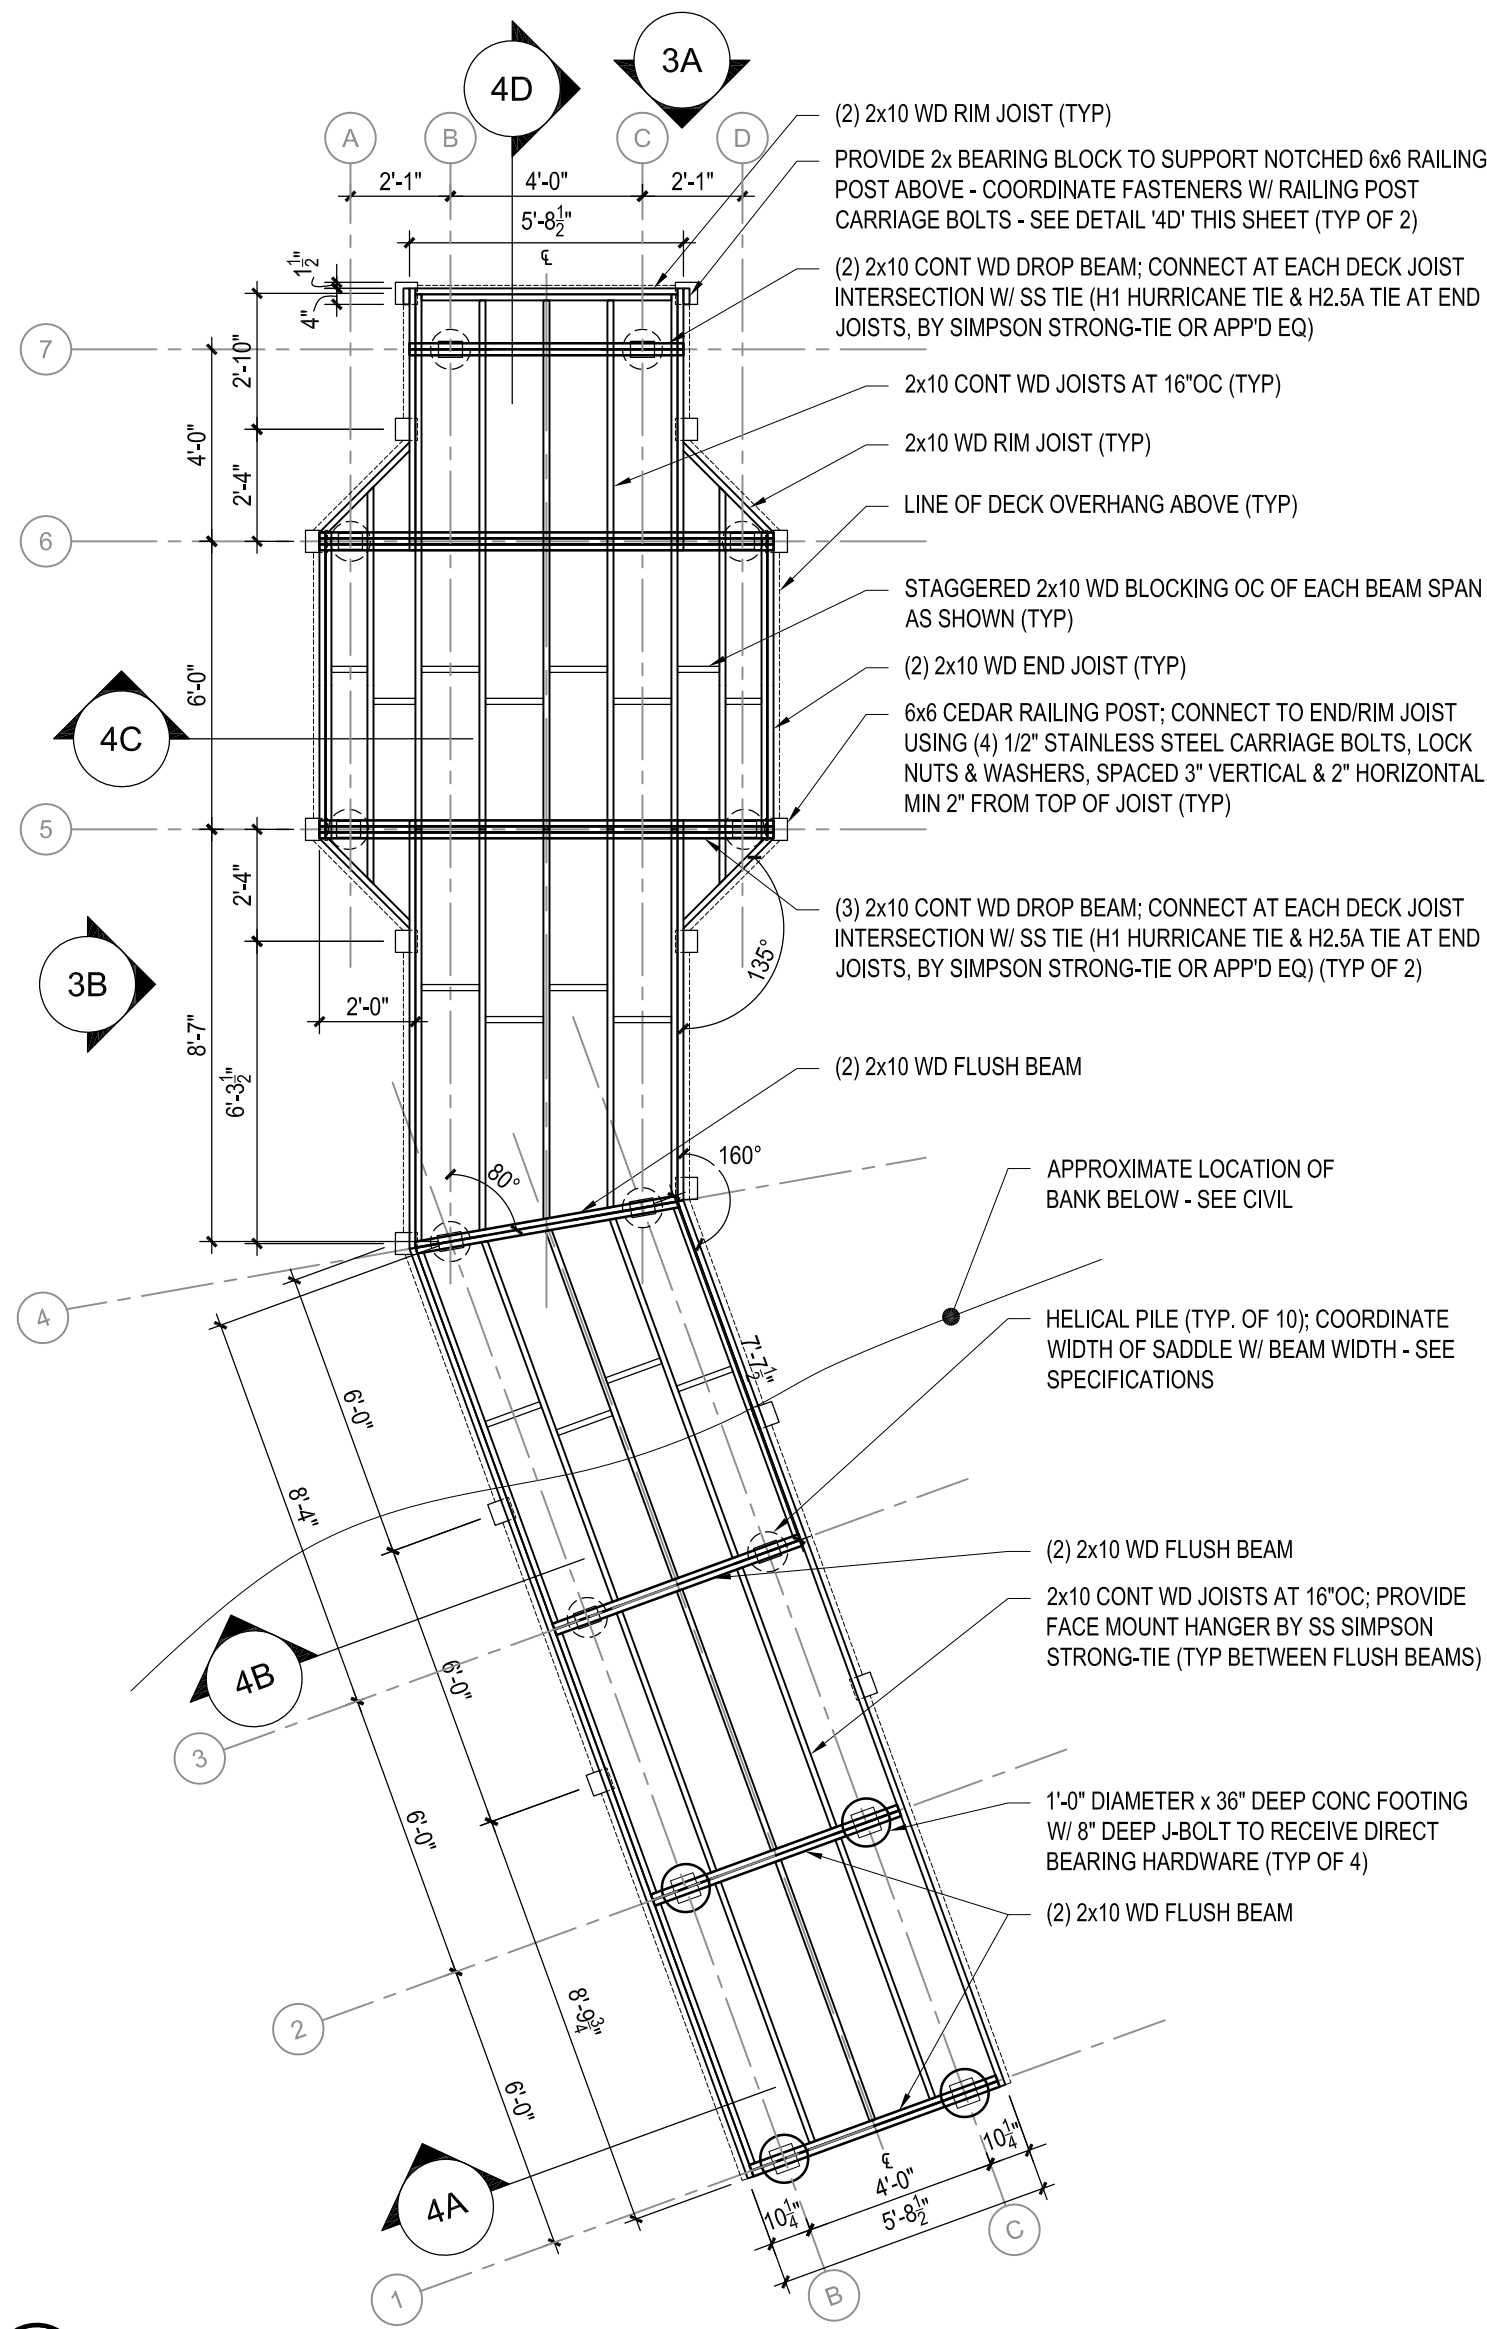 3A
4D
A
B
C
D
2'-1"
4'-0"
2'-1"
5'-8 1/2"
℄
1 1/2"
4"
2'-10"
4'-0"
2'-4"
7
6
6'-0"
4C
5
2'-4"
3B
2'-0"
8'-7"
6'-3 1/2"
135°
80°
160°
4
7'-7 1/2"
6'-0"
8'-4"
4B
6'-0"
3
6'-0"
2
8'-9 3/4"
6'-0"
4A
1
10 1/4"
℄
4'-0"
10 1/4"
5'-8 1/2"
B
C
(2) 2x10 WD RIM JOIST (TYP)
PROVIDE 2x BEARING BLOCK TO SUPPORT NOTCHED 6x6 RAILING
POST ABOVE - COORDINATE FASTENERS W/ RAILING POST
CARRIAGE BOLTS - SEE DETAIL '4D' THIS SHEET (TYP OF 2)
(2) 2x10 CONT WD DROP BEAM; CONNECT AT EACH DECK JOIST
INTERSECTION W/ SS TIE (H1 HURRICANE TIE & H2.5A TIE AT END
JOISTS, BY SIMPSON STRONG-TIE OR APP'D EQ)
2x10 CONT WD JOISTS AT 16"OC (TYP)
2x10 WD RIM JOIST (TYP)
LINE OF DECK OVERHANG ABOVE (TYP)
STAGGERED 2x10 WD BLOCKING OC OF EACH BEAM SPAN
AS SHOWN (TYP)
(2) 2x10 WD END JOIST (TYP)
6x6 CEDAR RAILING POST; CONNECT TO END/RIM JOIST
USING (4) 1/2" STAINLESS STEEL CARRIAGE BOLTS, LOCK
NUTS & WASHERS, SPACED 3" VERTICAL & 2" HORIZONTAL,
MIN 2" FROM TOP OF JOIST (TYP)
(3) 2x10 CONT WD DROP BEAM; CONNECT AT EACH DECK JOIST
INTERSECTION W/ SS TIE (H1 HURRICANE TIE & H2.5A TIE AT END
JOISTS, BY SIMPSON STRONG-TIE OR APP'D EQ) (TYP OF 2)
(2) 2x10 WD FLUSH BEAM
APPROXIMATE LOCATION OF
BANK BELOW - SEE CIVIL
HELICAL PILE (TYP. OF 10); COORDINATE
WIDTH OF SADDLE W/ BEAM WIDTH - SEE
SPECIFICATIONS
(2) 2x10 WD FLUSH BEAM
2x10 CONT WD JOISTS AT 16"OC; PROVIDE
FACE MOUNT HANGER BY SS SIMPSON
STRONG-TIE (TYP BETWEEN FLUSH BEAMS)
1'-0" DIAMETER x 36" DEEP CONC FOOTING
W/ 8" DEEP J-BOLT TO RECEIVE DIRECT
BEARING HARDWARE (TYP OF 4)
(2) 2x10 WD FLUSH BEAM